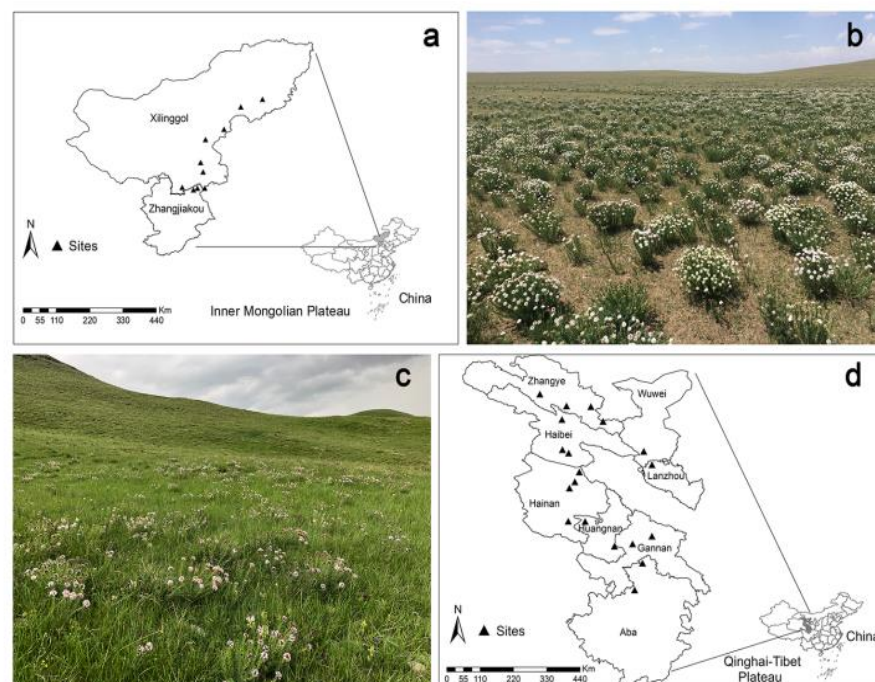 a
Xilinggol
Zhangjiakou
N
Sites
China
Km
0 55 110 220 330 440
Inner Mongolian Plateau
b
c
d
Zhangye
Wuwei
Haibei
Lanzhou
Hainan
Huangnan
Gannan
N
Sites
Aba
China
Km
0 55 110 220 330 440
Qinghai-Tibet
Plateau